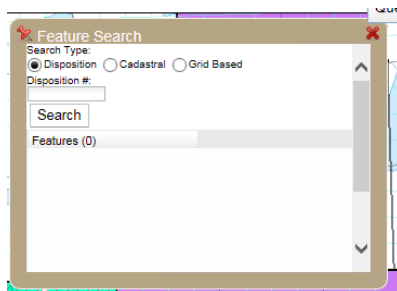 Feature Search
Search Type:
Disposition Cadastral Grid Based
Disposition #:
Search
Features (0)